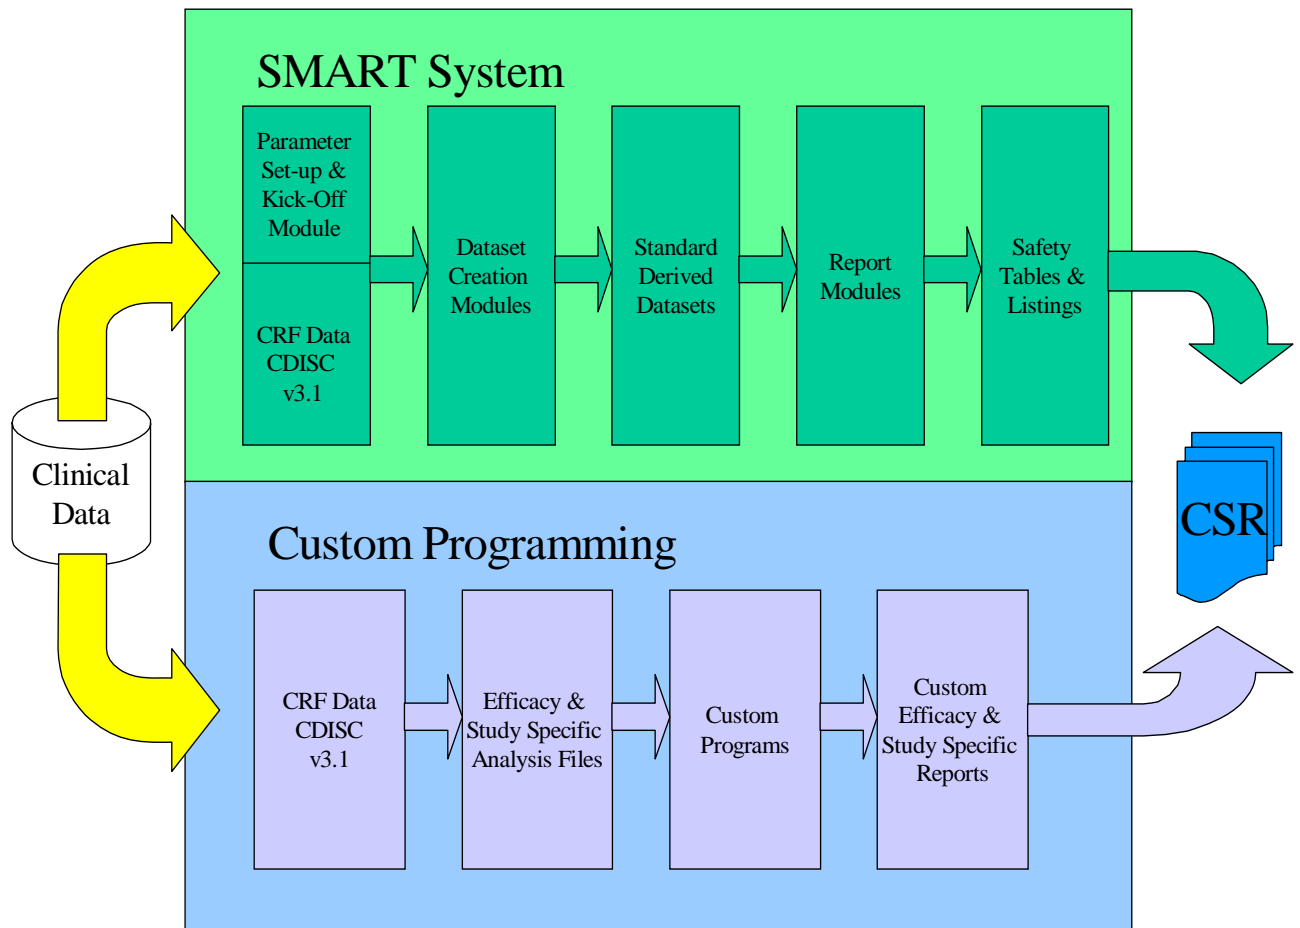 SMART System
Parameter
Set-up &
Kick-Off
Module
CRF Data
CDISC
v3.1
Dataset
Creation
Modules
Standard
Derived
Datasets
Report
Modules
Safety
Tables &
Listings
Clinical
Data
CSR
Custom Programming
CRF Data
CDISC
v3.1
Efficacy &
Study Specific
Analysis Files
Custom
Programs
Custom
Efficacy &
Study Specific
Reports